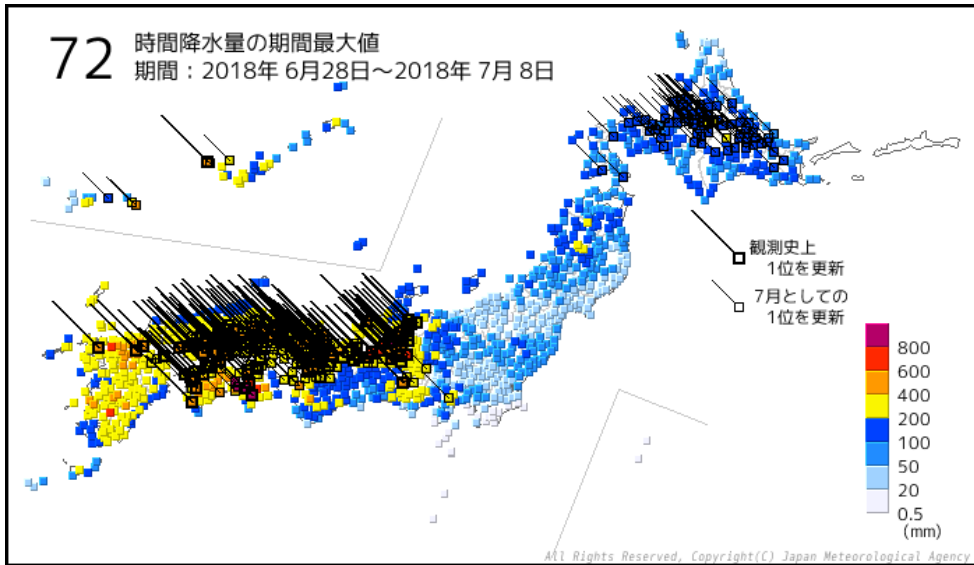 72 時間降水量の期間最大値
期間：2018年 6月28日～2018年 7月 8日
観測史上
1位を更新
7月としての
1位を更新
800
600
400
200
100
50
20
0.5
(mm)
All Rights Reserved, Copyright(C) Japan Meteorological Agency